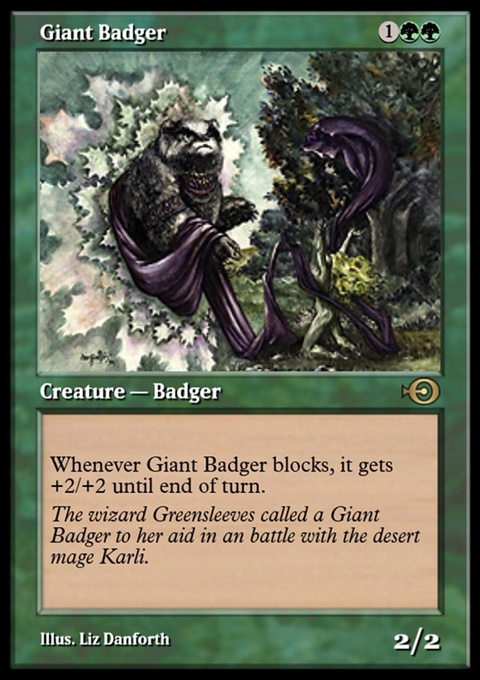 Giant Badger 1
Creature — Badger
Whenever Giant Badger blocks, it gets
+2/+2 until end of turn.
The wizard Greensleeves called a Giant
Badger to her aid in an battle with the desert
mage Karli.
Illus. Liz Danforth 2/2